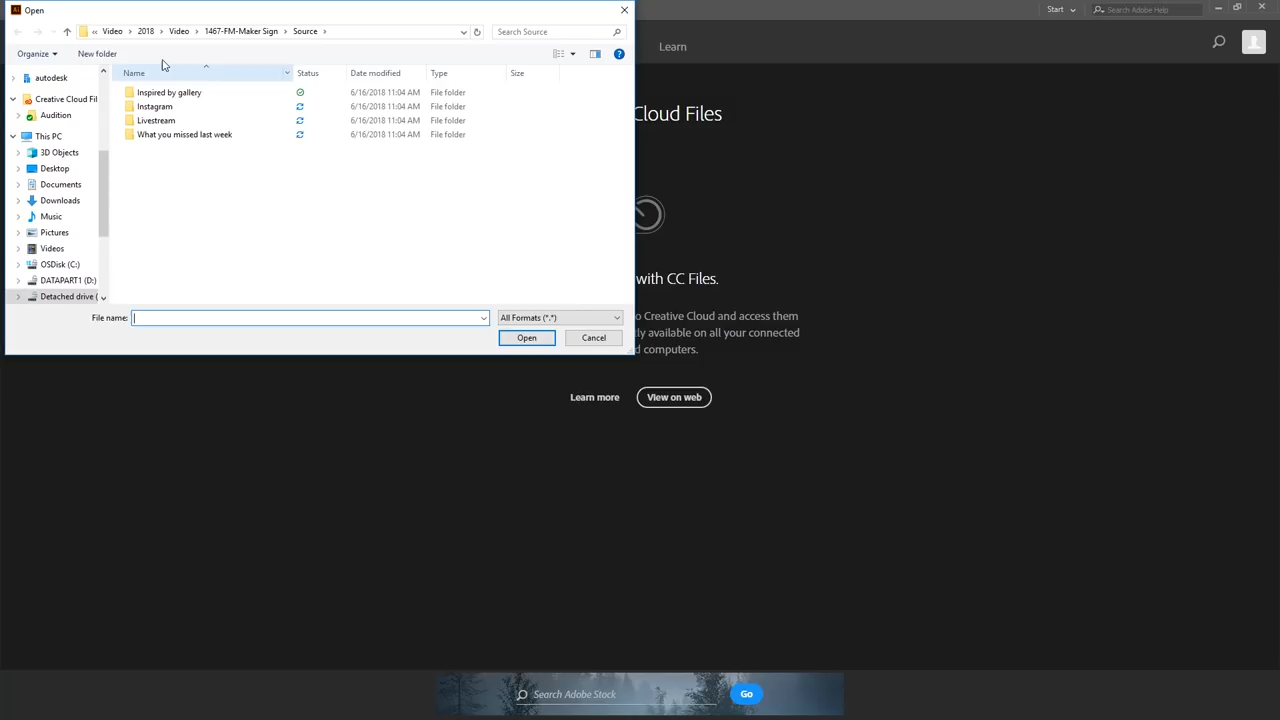 Open
Start
Search Adobe Help
« Video › 2018 › Video › 1467-FM-Maker Sign › Source ›
Search Source
Learn
Organize
New folder
Name
Status
Date modified
Type
Size
autodesk
Creative Cloud Fil
Audition
This PC
3D Objects
Desktop
Documents
Downloads
Music
Pictures
Videos
OSDisk (C:)
DATAPART1 (D:)
Detached drive (
Inspired by gallery 6/16/2018 11:04 AM File folder
Instagram 6/16/2018 11:04 AM File folder
Livestream 6/16/2018 11:04 AM File folder
What you missed last week 6/16/2018 11:04 AM File folder
File name:
All Formats (*.*)
Open
Cancel
Cloud Files
with CC Files.
o Creative Cloud and access them
tly available on all your connected
d computers.
Learn more
View on web
Search Adobe Stock
Go